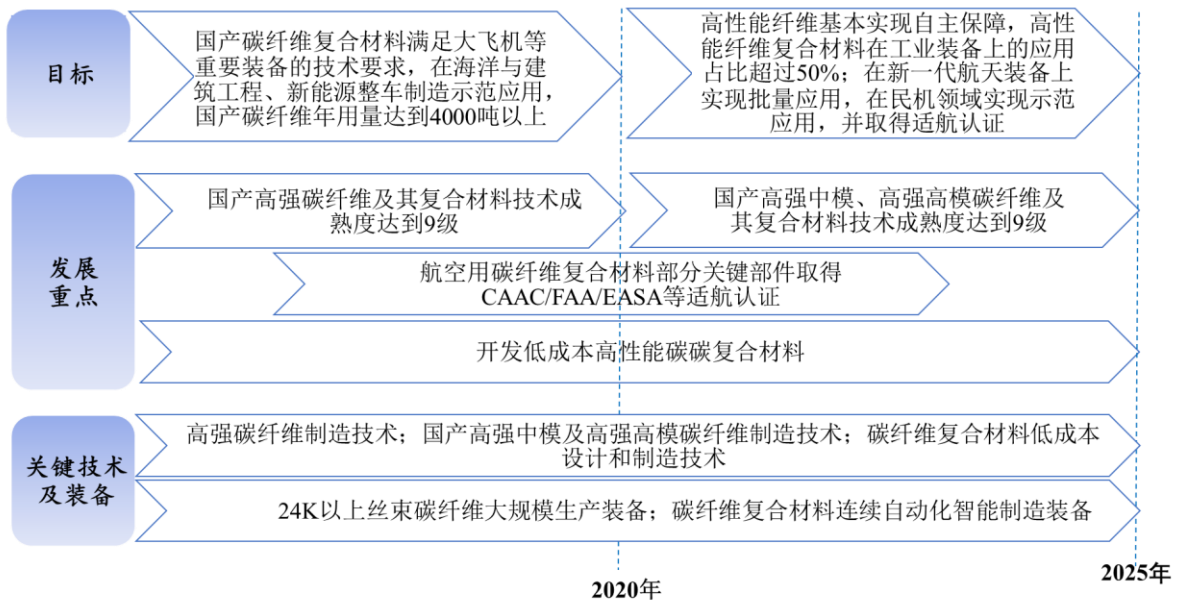 目标
国产碳纤维复合材料满足大飞机等
重要装备的技术要求，在海洋与建
筑工程、新能源整车制造示范应用，
国产碳纤维年用量达到4000吨以上
高性能纤维基本实现自主保障，高性
能纤维复合材料在工业装备上的应用
占比超过50%；在新一代航天装备上
实现批量应用，在民机领域实现示范
应用，并取得适航认证
发展
重点
国产高强碳纤维及其复合材料技术成
熟度达到9级
国产高强中模、高强高模碳纤维及
其复合材料技术成熟度达到9级
航空用碳纤维复合材料部分关键部件取得
CAAC/FAA/EASA等适航认证
开发低成本高性能碳碳复合材料
关键技术
及装备
高强碳纤维制造技术；国产高强中模及高强高模碳纤维制造技术；碳纤维复合材料低成本
设计和制造技术
24K以上丝束碳纤维大规模生产装备；碳纤维复合材料连续自动化智能制造装备
2020年
2025年